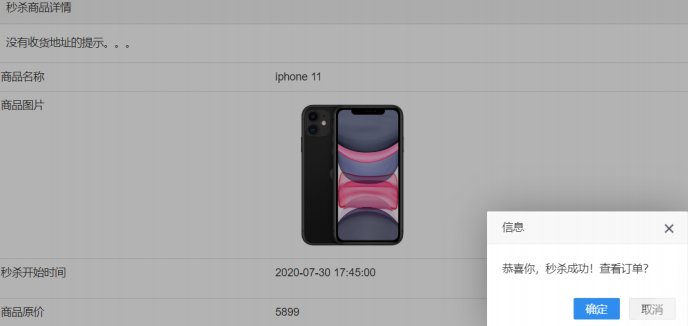 秒杀商品详情
没有收货地址的提示。。。
商品名称 iphone 11
商品图片
信息
恭喜你，秒杀成功！查看订单？
秒杀开始时间 2020-07-30 17:45:00
确定 取消
商品原价 5899